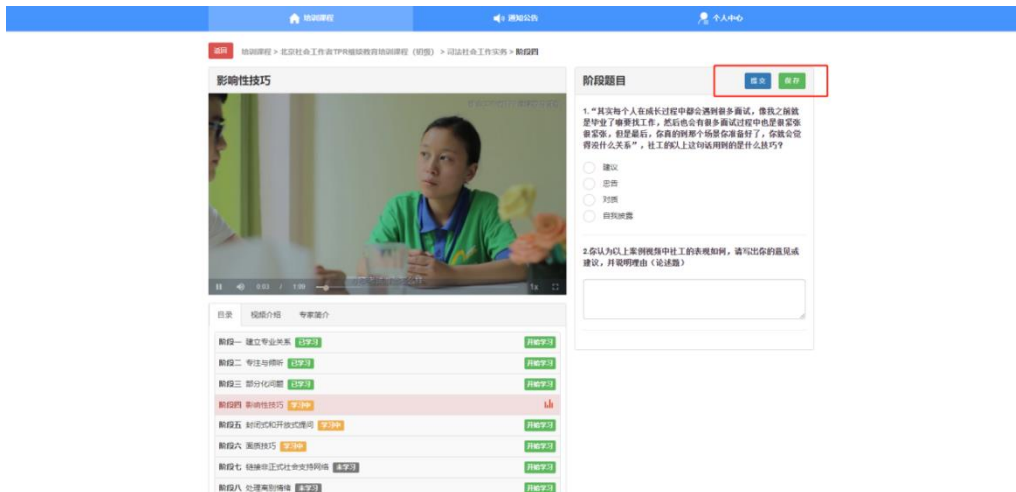 培训课程
通知公告
个人中心
返回 培训课程 > 北京社会工作者TPR继续教育培训课程（初级） > 司法社会工作实务 > 阶段四
影响性技巧
0:03 / 1:09
1x
目录 视频介绍 专家简介
阶段一 建立专业关系 已学习 开始学习
阶段二 专注与倾听 已学习 开始学习
阶段三 部分化问题 已学习 开始学习
阶段四 影响性技巧 学习中
阶段五 封闭式和开放式提问 学习中 开始学习
阶段六 面质技巧 学习中 开始学习
阶段七 链接非正式社会支持网络 未学习 开始学习
阶段八 处理离别情绪 未学习 开始学习
阶段题目 提交 保存
1.“其实每个人在成长过程中都会遇到很多面试，像我之前就
是毕业了嘛要找工作，然后也会有很多面试过程中也是很紧张
很紧张，但是最后，你真的到那个场景你准备好了，你就会觉
得没什么关系”，社工的以上这句话用到的是什么技巧？
建议
忠告
对质
自我披露
2.你认为以上案例视频中社工的表现如何，请写出你的意见或
建议，并说明理由（论述题）